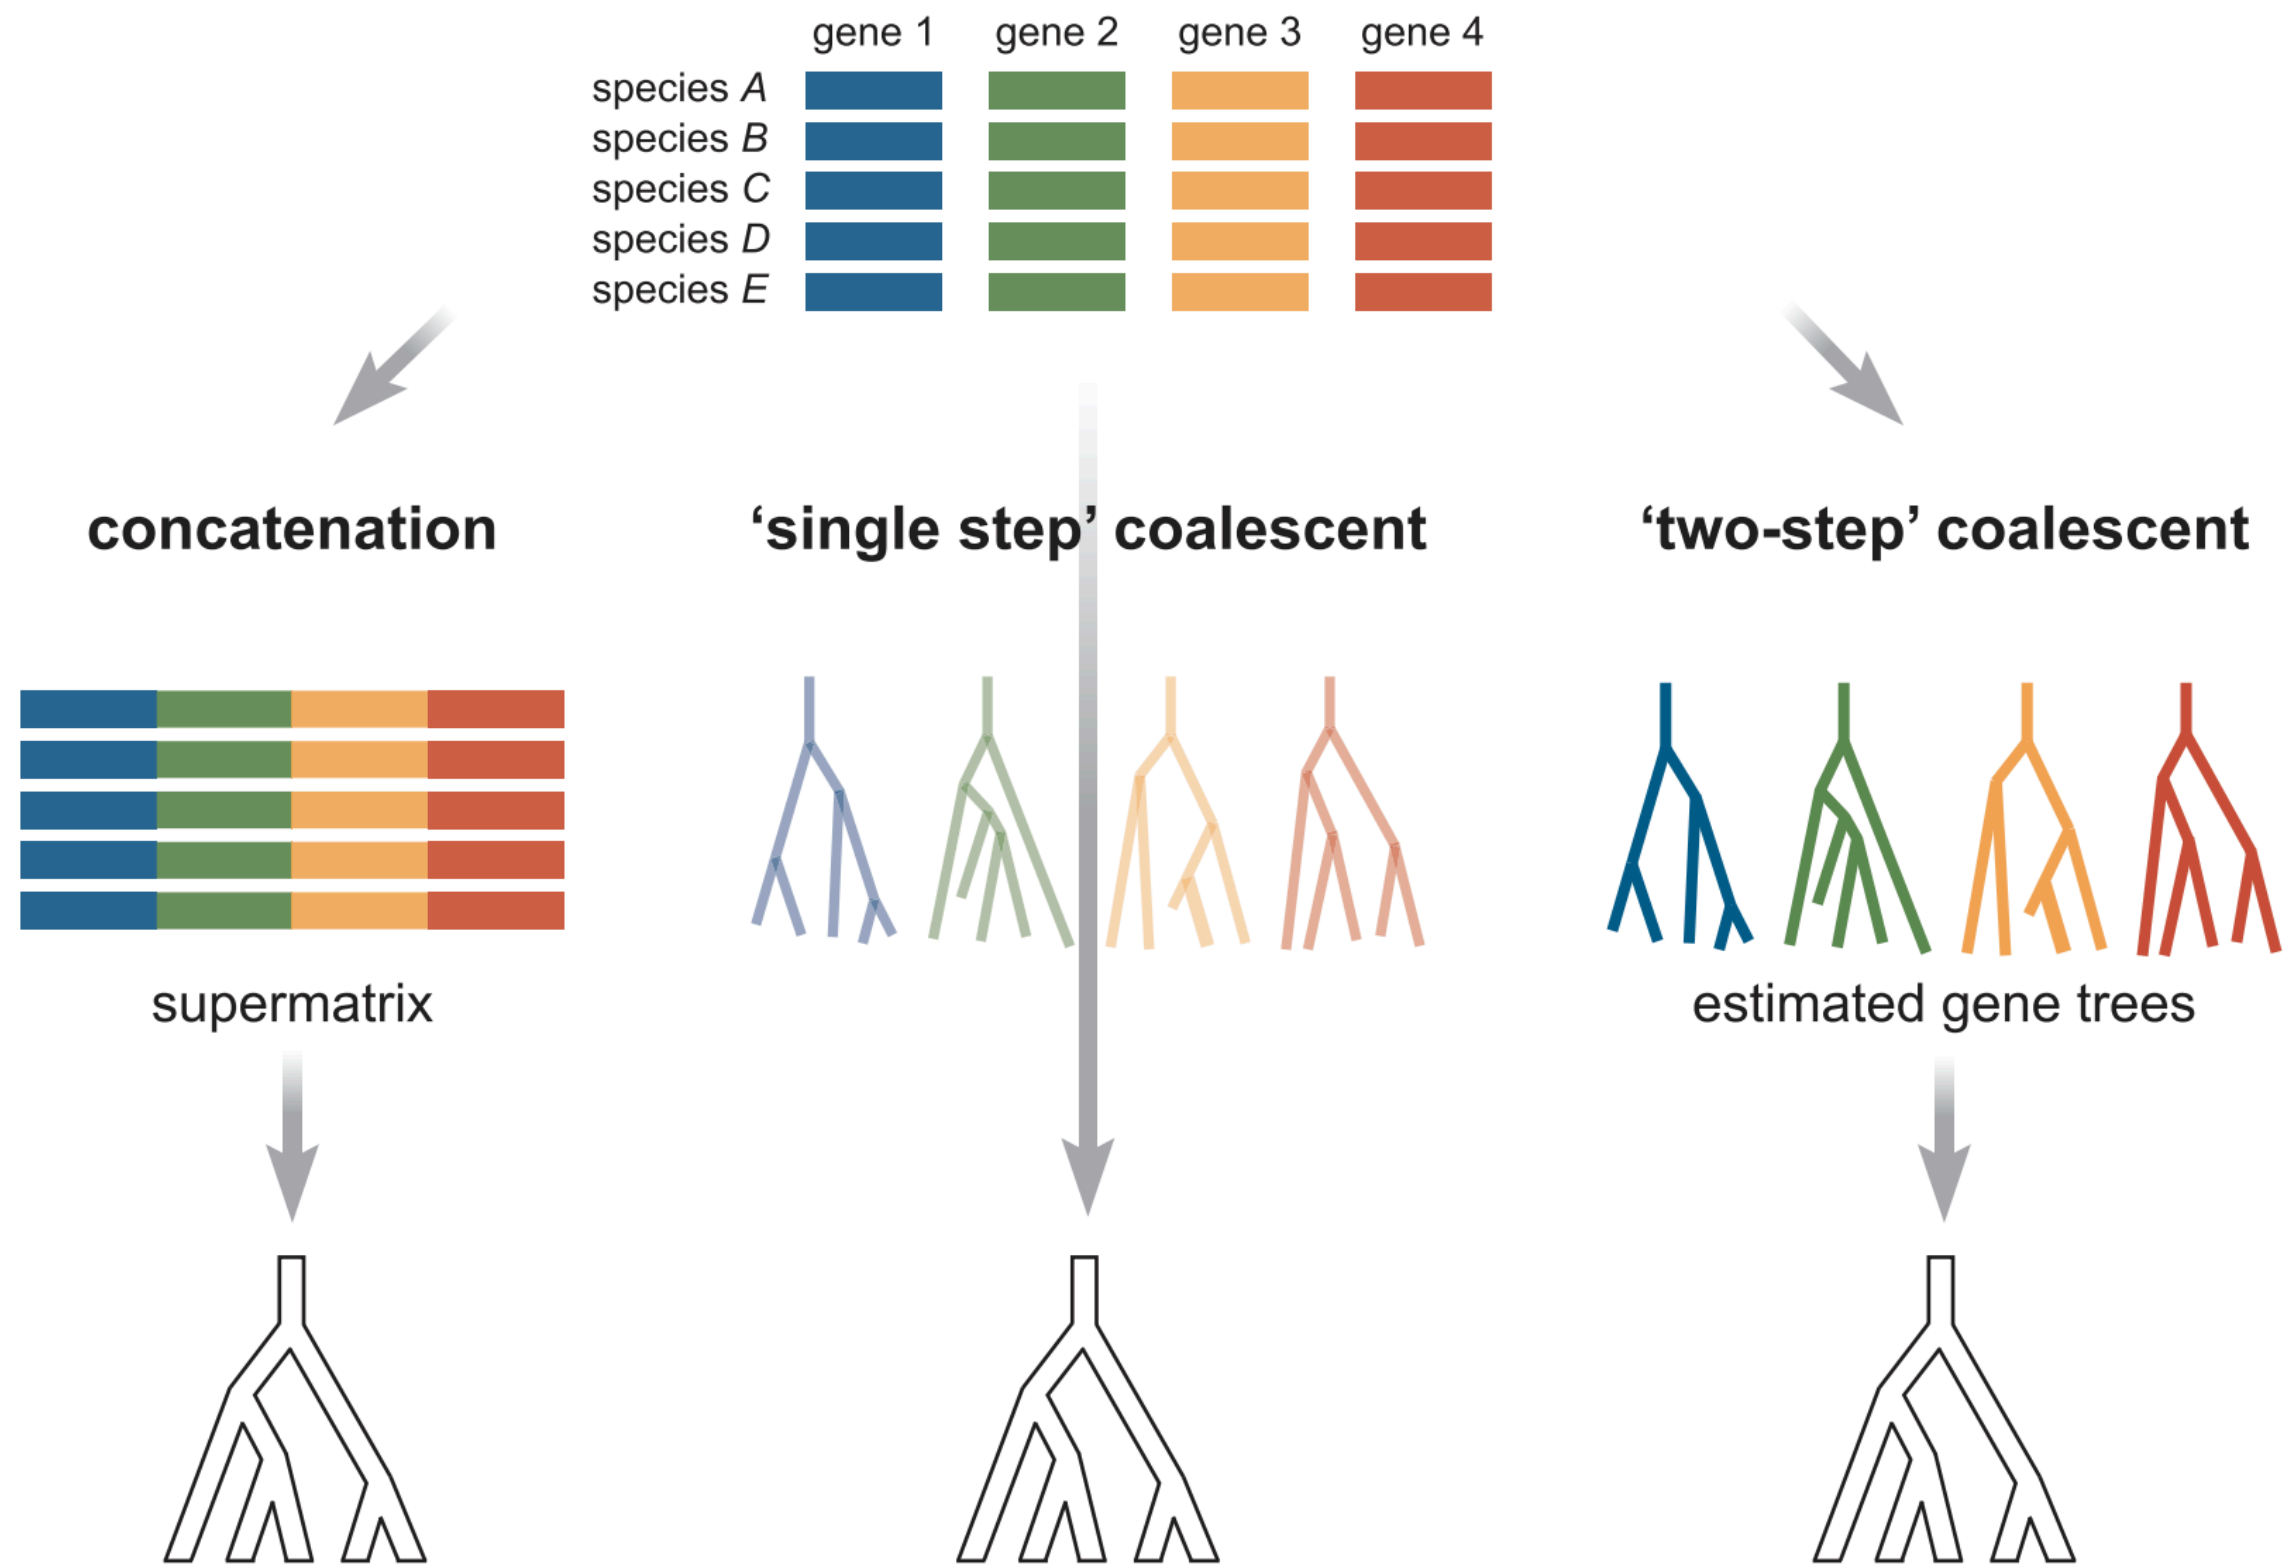 gene 1 gene 2 gene 3 gene 4
species A
species B
species C
species D
species E
concatenation
‘single step’ coalescent
‘two-step’ coalescent
supermatrix
estimated gene trees